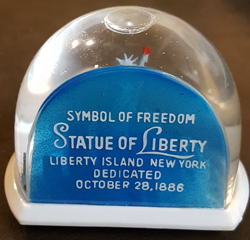 SYMBOL OF FREEDOM
STATUE OF LIBERTY
LIBERTY ISLAND NEW YORK
DEDICATED
OCTOBER 28, 1886